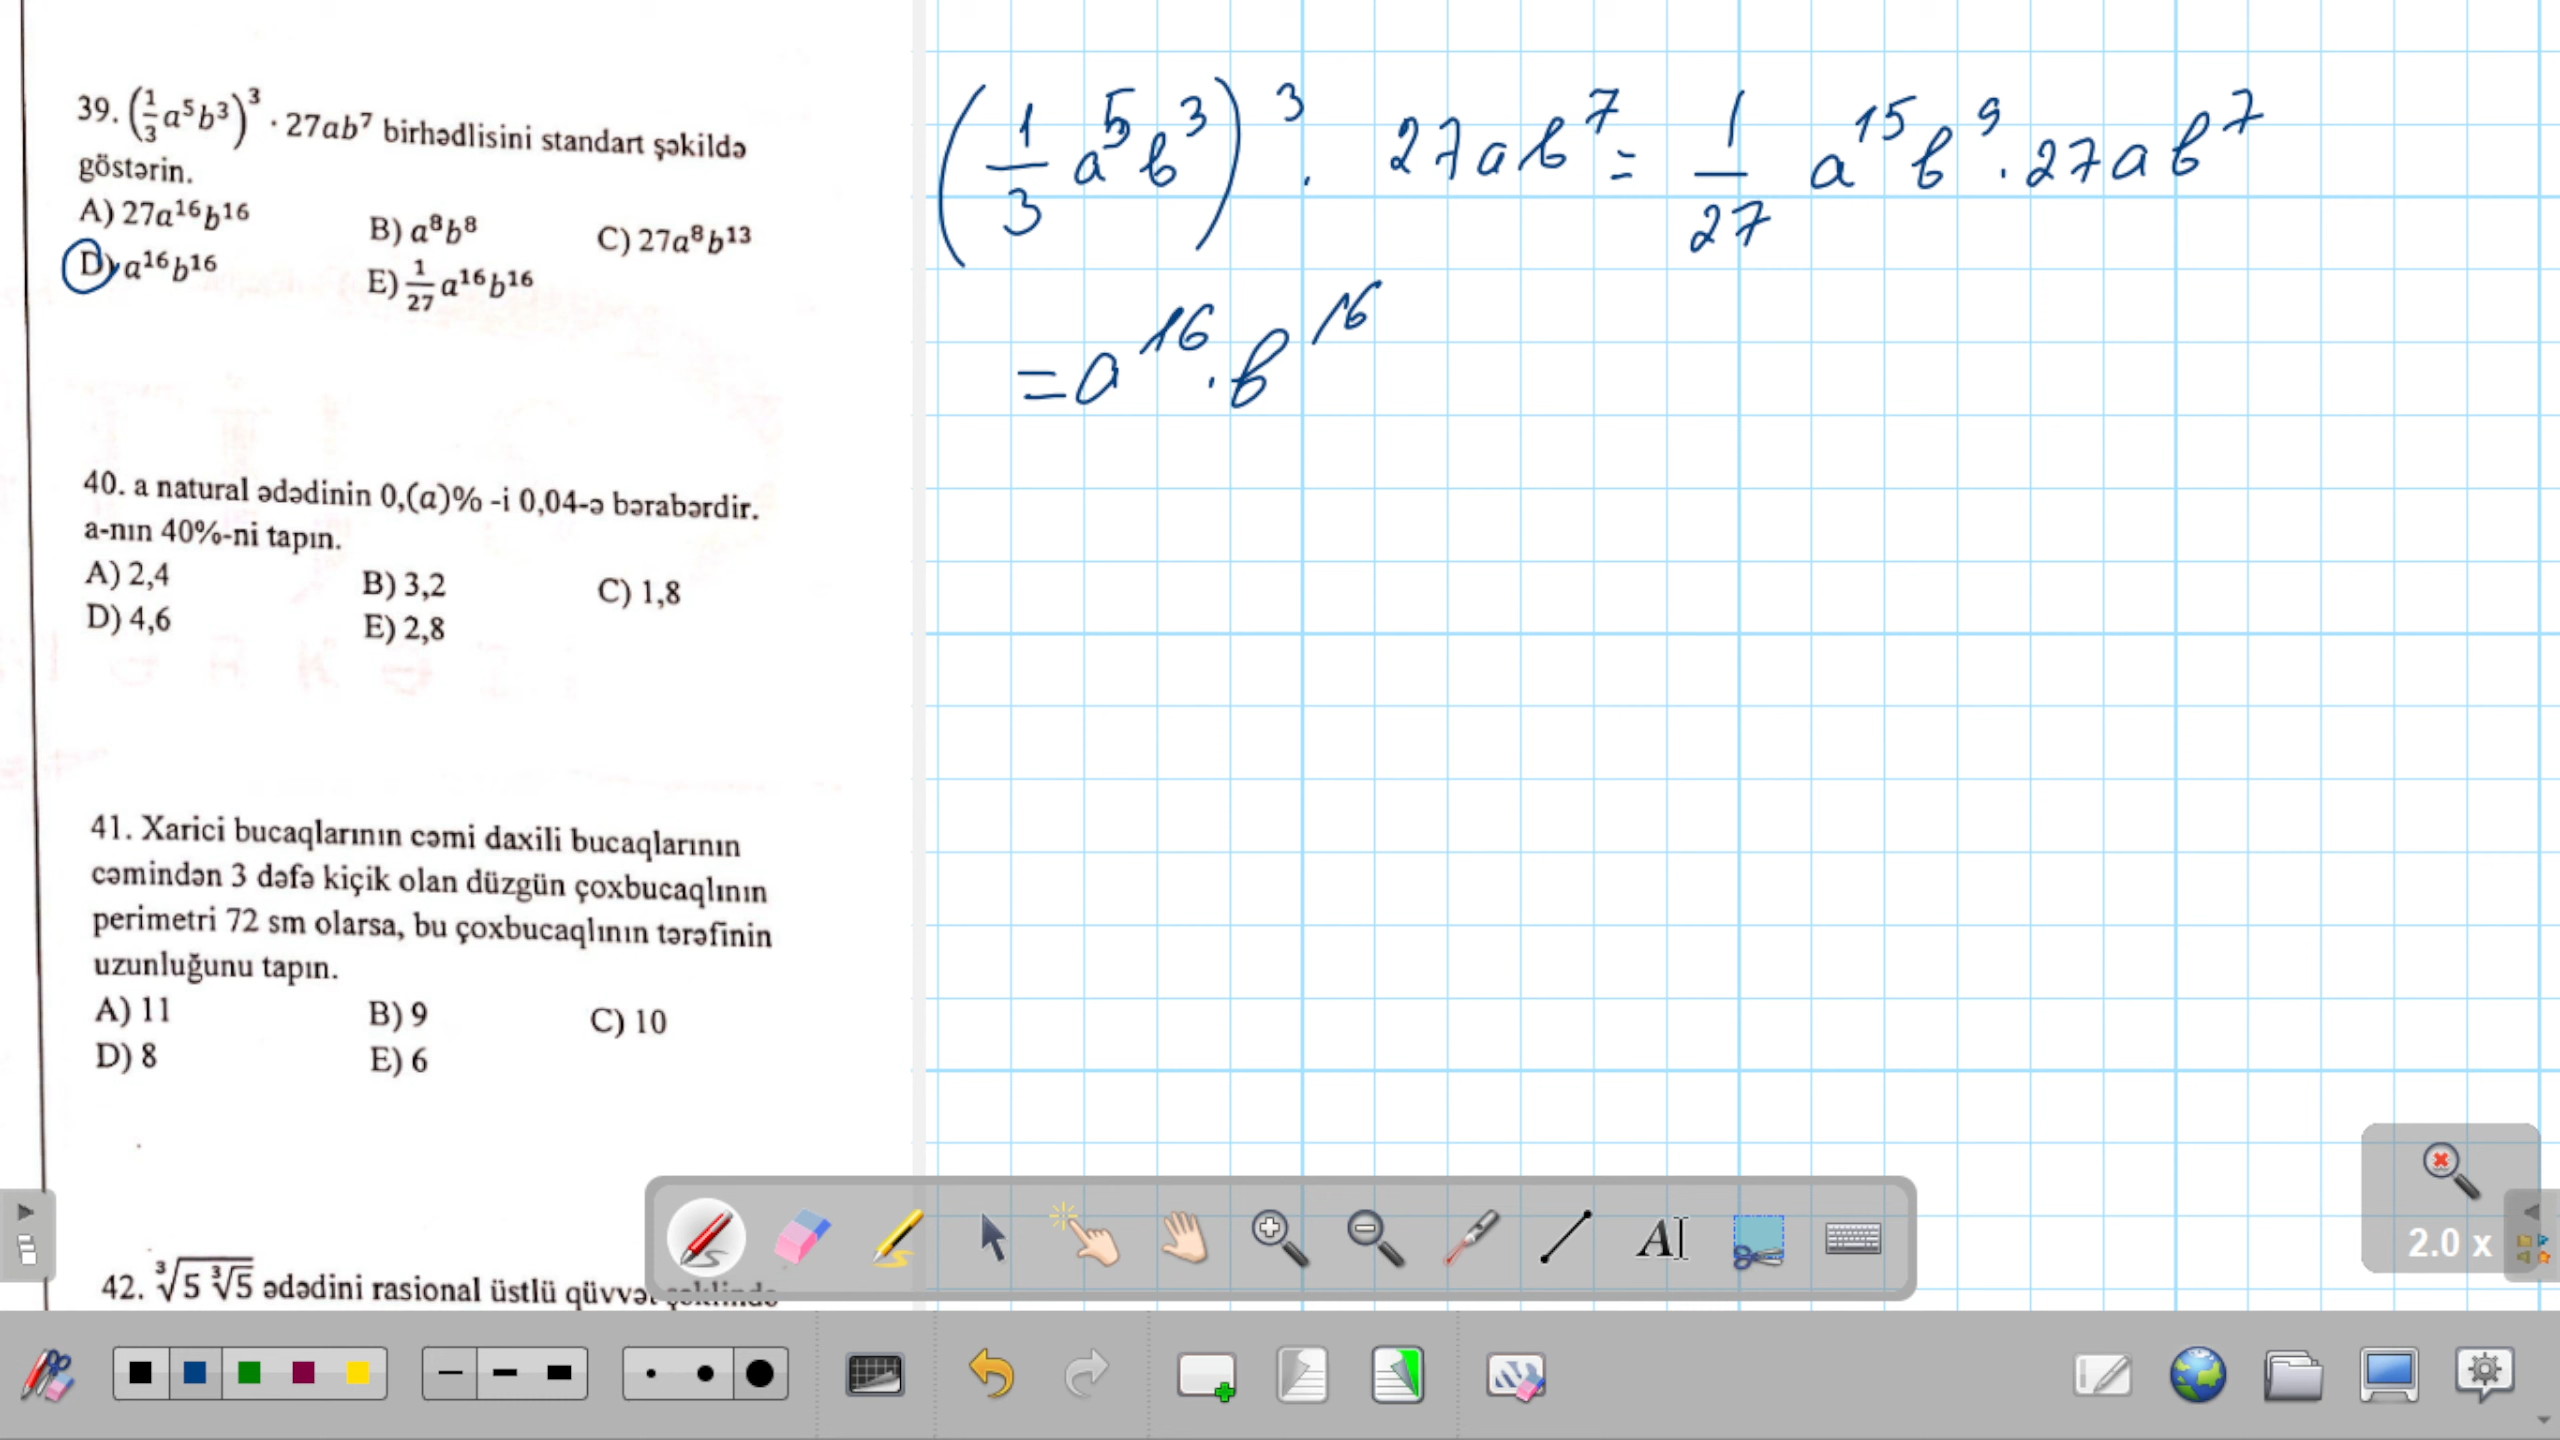 39. (1/3 a⁵b³)³ · 27ab⁷ birhədlisini standart şəkildə
göstərin.
A) 27a¹⁶b¹⁶ B) a⁸b⁸ C) 27a⁸b¹³
D) a¹⁶b¹⁶ E) 1/27 a¹⁶b¹⁶
40. a natural ədədinin 0,(a)% -i 0,04-ə bərabərdir.
a-nın 40%-ni tapın.
A) 2,4 B) 3,2 C) 1,8
D) 4,6 E) 2,8
41. Xarici bucaqlarının cəmi daxili bucaqlarının
cəmindən 3 dəfə kiçik olan düzgün çoxbucaqlının
perimetri 72 sm olarsa, bu çoxbucaqlının tərəfinin
uzunluğunu tapın.
A) 11 B) 9 C) 10
D) 8 E) 6
42. ∛(5 ∛5) ədədini rasional üstlü qüvvət şəklində
(1/3 a⁵b³)³ · 27ab⁷ = 1/27 a¹⁵b⁹ · 27ab⁷
= a¹⁶ · b¹⁶
AI
2.0 x